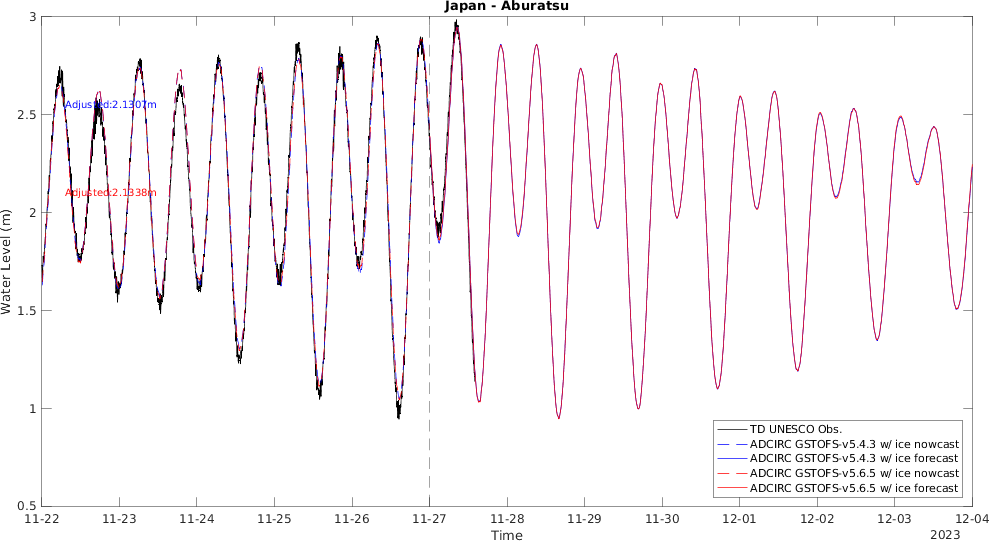 Japan - Aburatsu
3
2.5
2
1.5
1
0.5
Water Level (m)
Adjusted:2.1307m
Adjusted:2.1338m
TD UNESCO Obs.
ADCIRC GSTOFS-v5.4.3 w/ ice nowcast
ADCIRC GSTOFS-v5.4.3 w/ ice forecast
ADCIRC GSTOFS-v5.6.5 w/ ice nowcast
ADCIRC GSTOFS-v5.6.5 w/ ice forecast
11-22 11-23 11-24 11-25 11-26 11-27 11-28 11-29 11-30 12-01 12-02 12-03 12-04
Time
2023